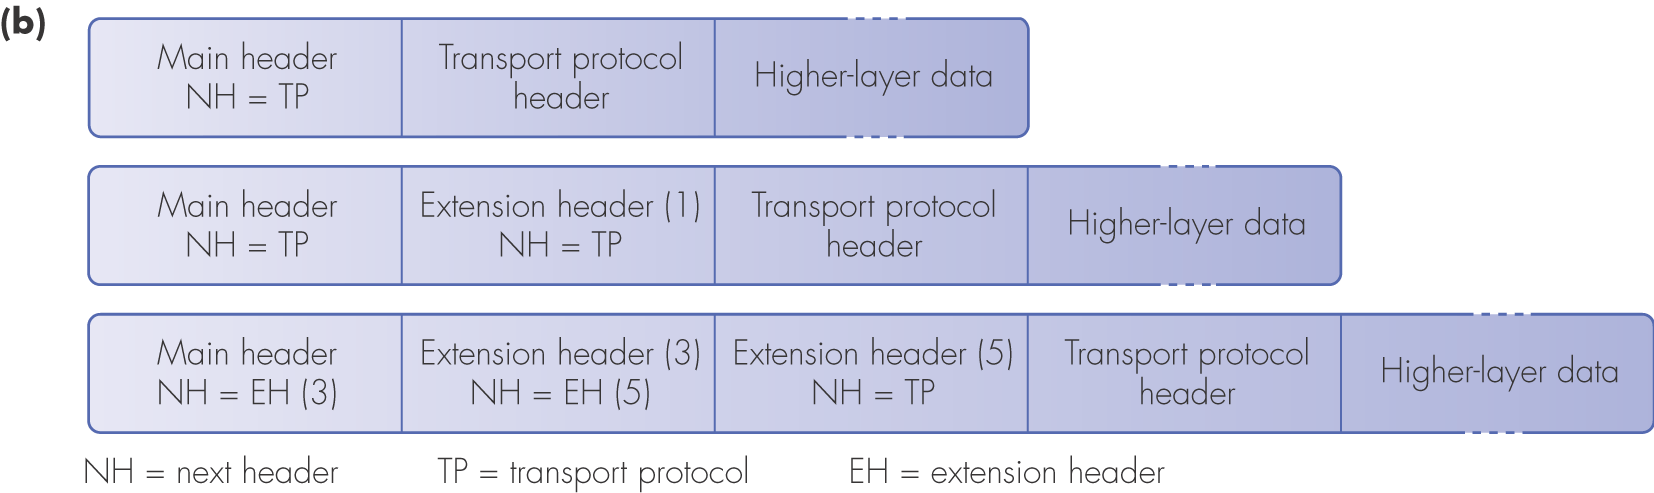 (b)
Main header
NH = TP
Transport protocol
header
Higher-layer data
Main header
NH = TP
Extension header (1)
NH = TP
Transport protocol
header
Higher-layer data
Main header
NH = EH (3)
Extension header (3)
NH = EH (5)
Extension header (5)
NH = TP
Transport protocol
header
Higher-layer data
NH = next header
TP = transport protocol
EH = extension header